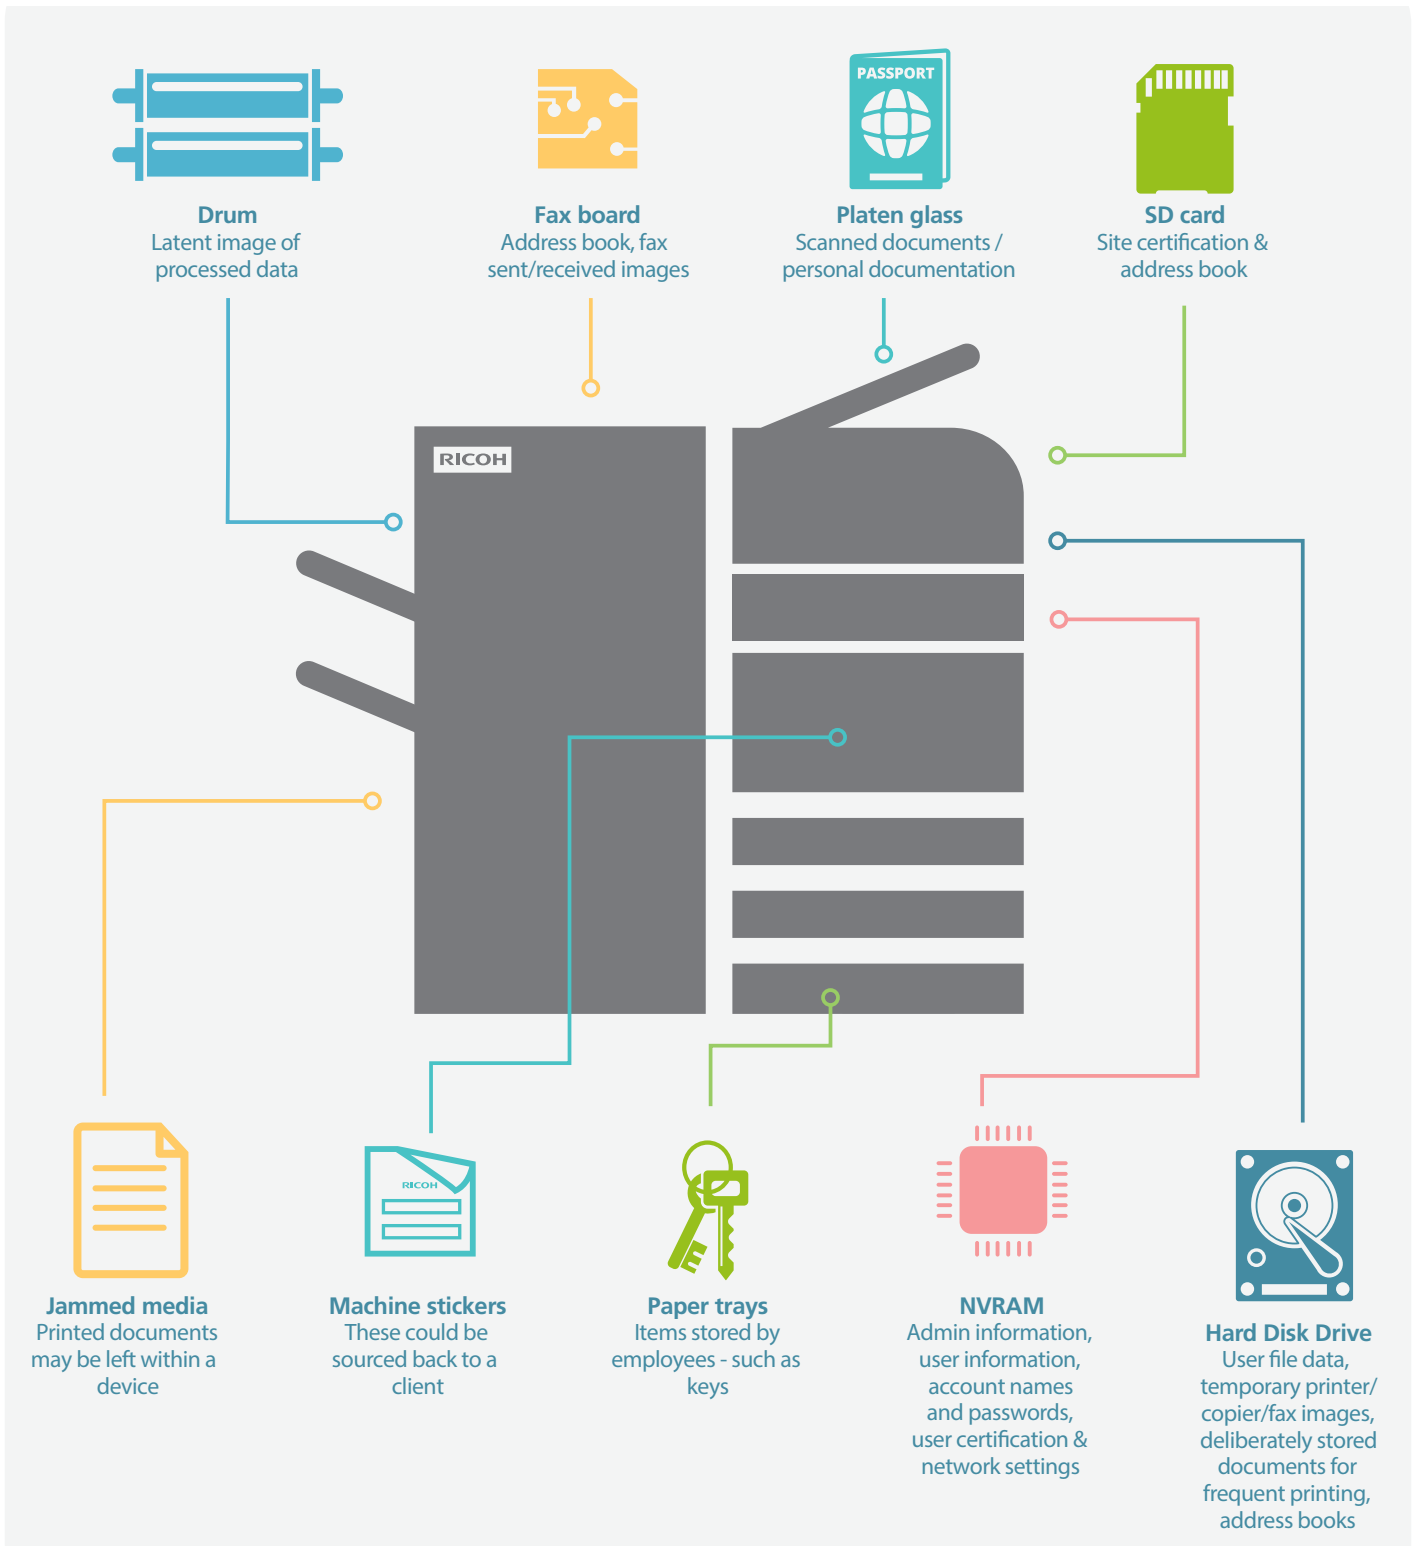 PASSPORT
Drum
Latent image of
processed data
Fax board
Address book, fax
sent/received images
Platen glass
Scanned documents /
personal documentation
SD card
Site certification &
address book
RICOH
RICOH
Jammed media
Printed documents
may be left within a
device
Machine stickers
These could be
sourced back to a
client
Paper trays
Items stored by
employees - such as
keys
NVRAM
Admin information,
user information,
account names
and passwords,
user certification &
network settings
Hard Disk Drive
User file data,
temporary printer/
copier/fax images,
deliberately stored
documents for
frequent printing,
address books